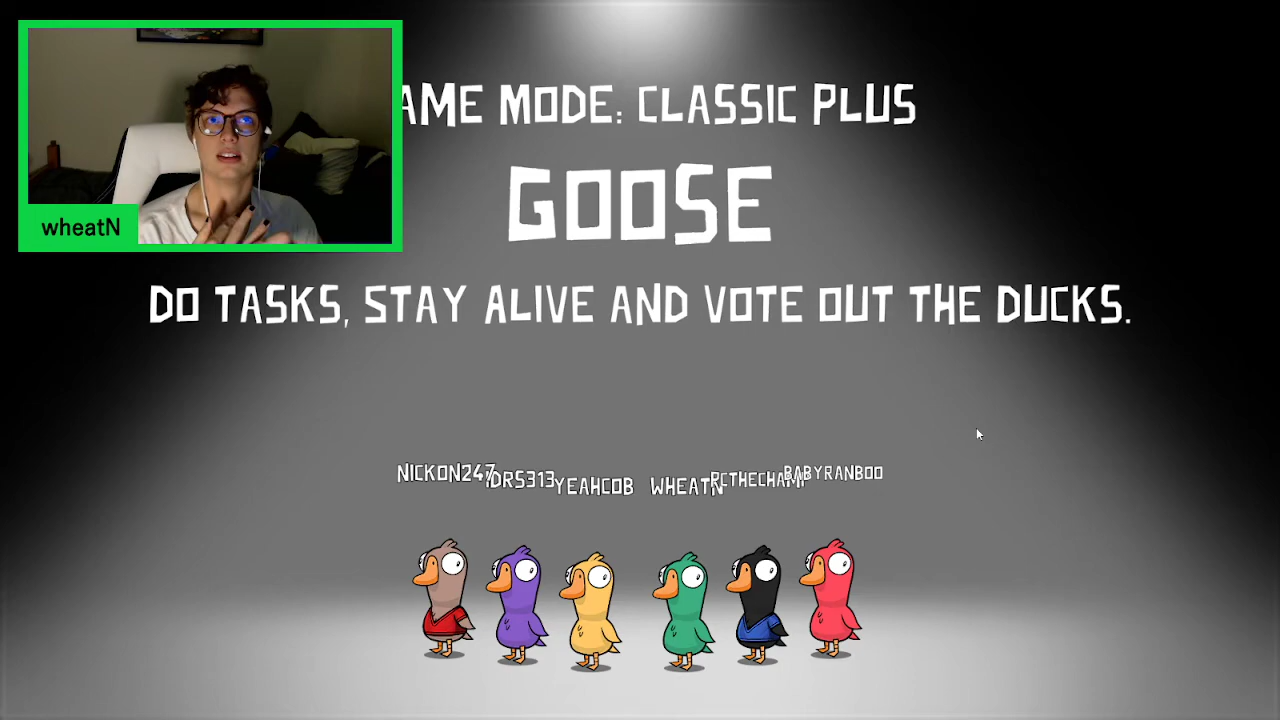 AME MODE: CLASSIC PLUS
GOOSE
wheatN
DO TASKS, STAY ALIVE AND VOTE OUT THE DUCKS.
NICKON247 YEAHCOB WHEATN BABYRANBOO